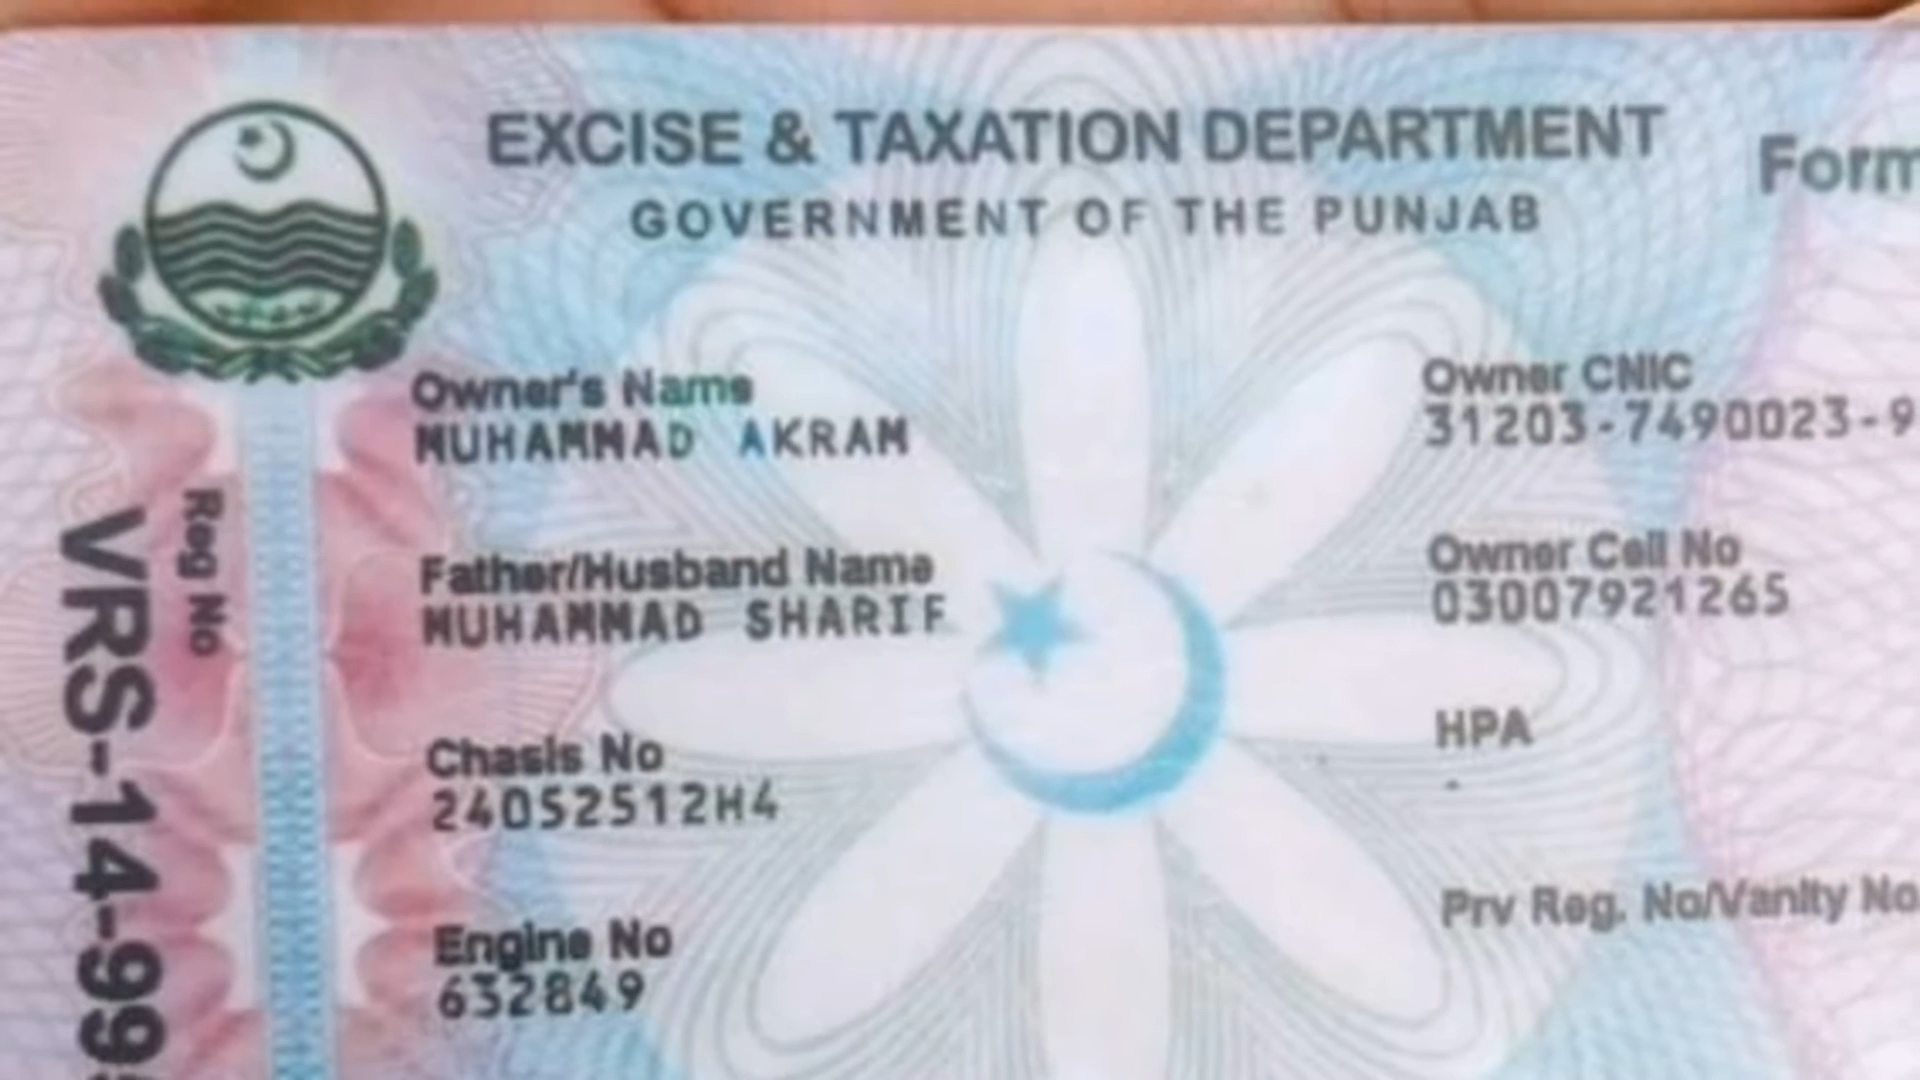 EXCISE & TAXATION DEPARTMENT
GOVERNMENT OF THE PUNJAB
Form
Owner's Name
MUHAMMAD AKRAM
Owner CNIC
31203-7490023-9
Father/Husband Name
MUHAMMAD SHARIF
Owner Cell No
03007921265
Chasis No
24052512H4
HPA
-
Engine No
632849
Prv Reg. No/Vanity No
Reg No
VRS-14-99